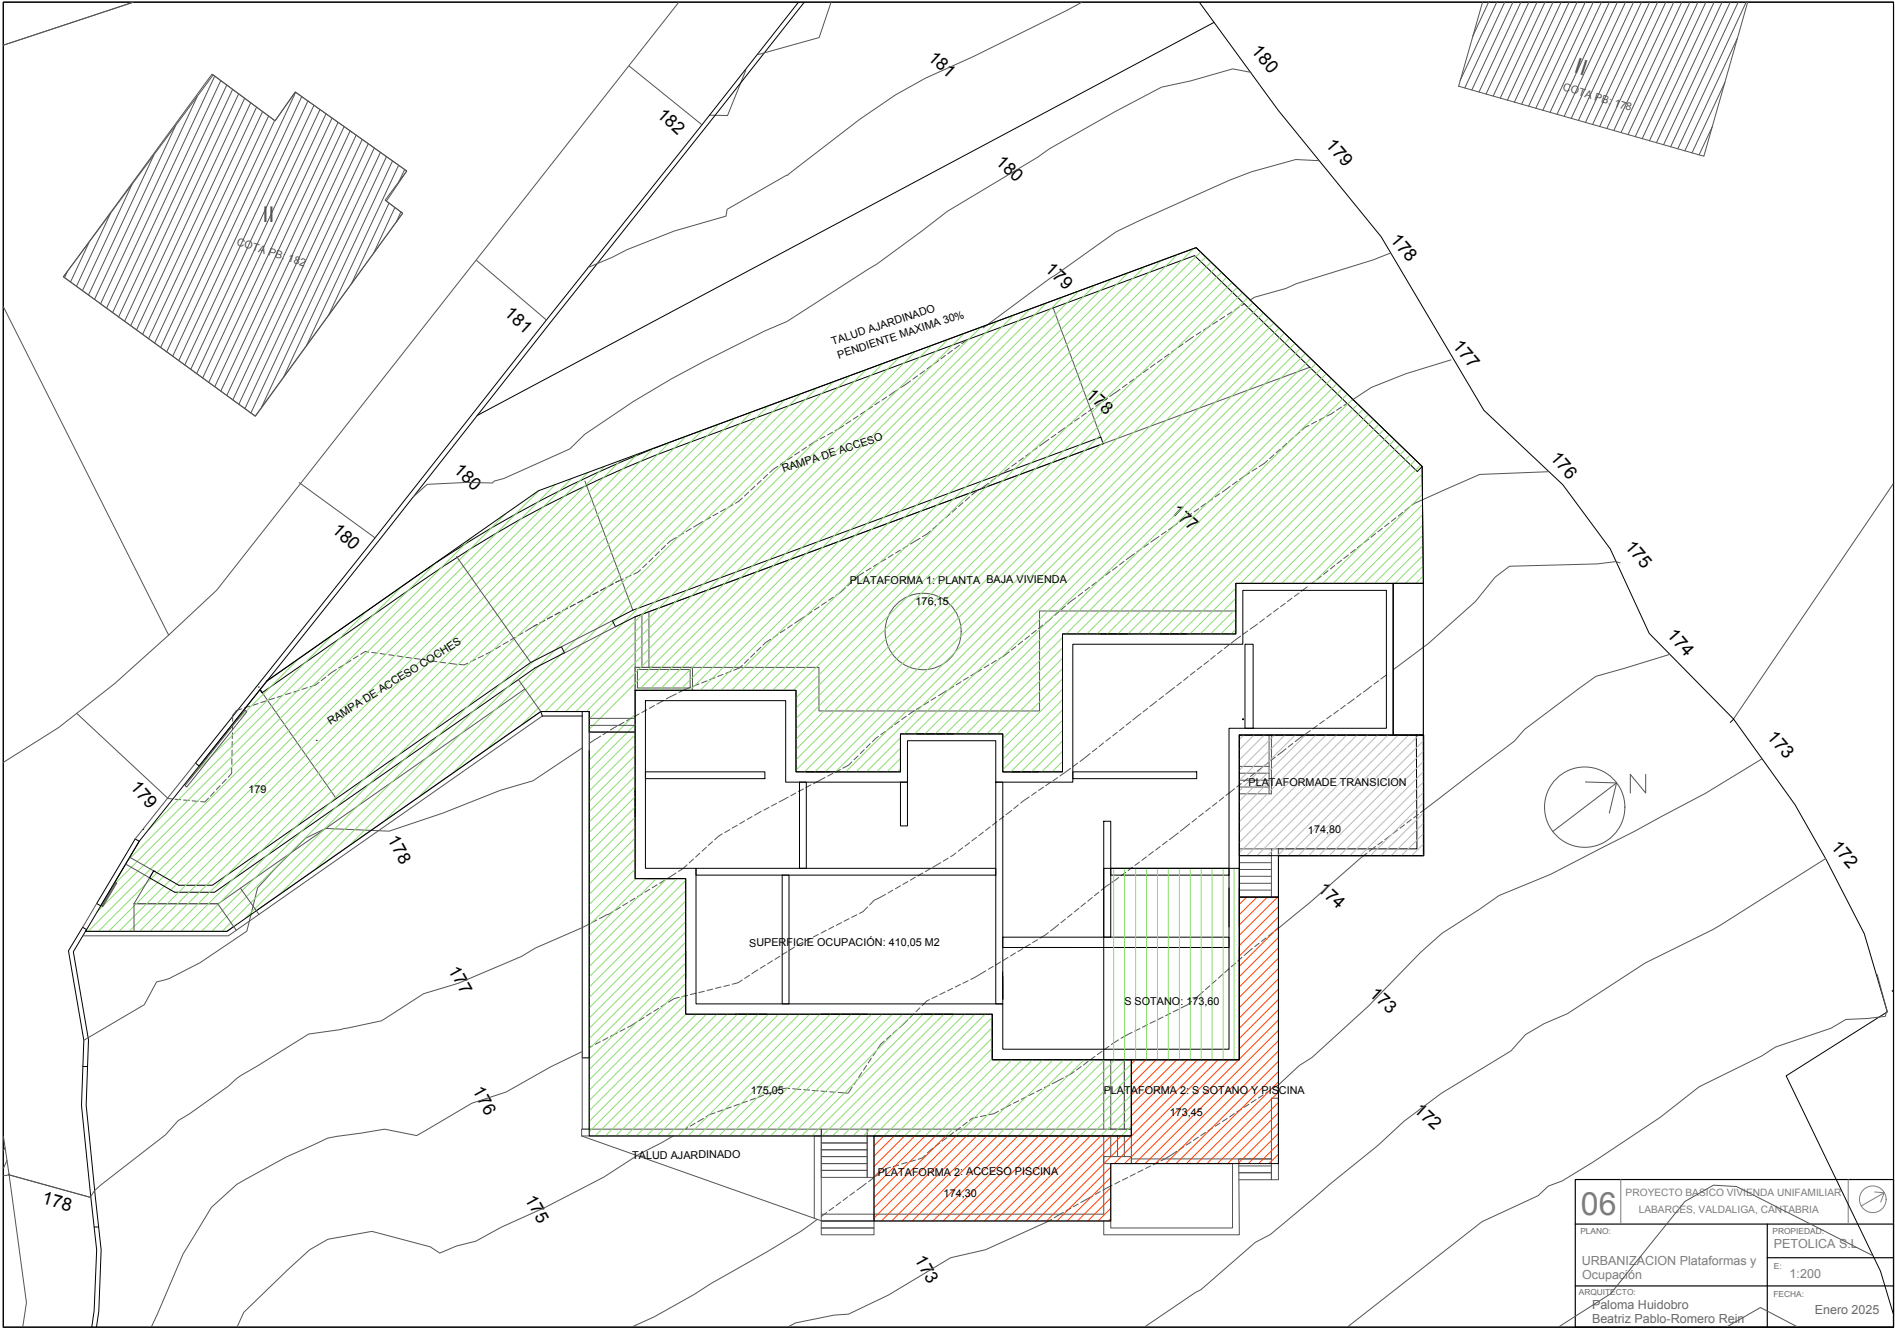 181
180
II
COTA PB: 178
182
179
180
II
COTA PB: 182
178
179
181
TALUD AJARDINADO
PENDIENTE MAXIMA 30%
177
178
RAMPA DE ACCESO
180
176
177
180
175
PLATAFORMA 1: PLANTA BAJA VIVIENDA
176,15
174
RAMPA DE ACCESO COCHES
173
179
179
PLATAFORMADE TRANSICION
N
174,80
178
172
174
SUPERFICIE OCUPACIÓN: 410,05 M2
177
S SOTANO: 173,60
173
175,05
PLATAFORMA 2: S SOTANO Y PISCINA
173,45
176
172
TALUD AJARDINADO
PLATAFORMA 2: ACCESO PISCINA
174,30
178
175
173
06
PROYECTO BASICO VIVIENDA UNIFAMILIAR
LABARCES, VALDALIGA, CANTABRIA
PLANO:
URBANIZACION Plataformas y
Ocupación
PROPIEDAD:
PETOLICA S.L
E: 1:200
ARQUITECTO:
Paloma Huidobro
Beatriz Pablo-Romero Rein
FECHA:
Enero 2025